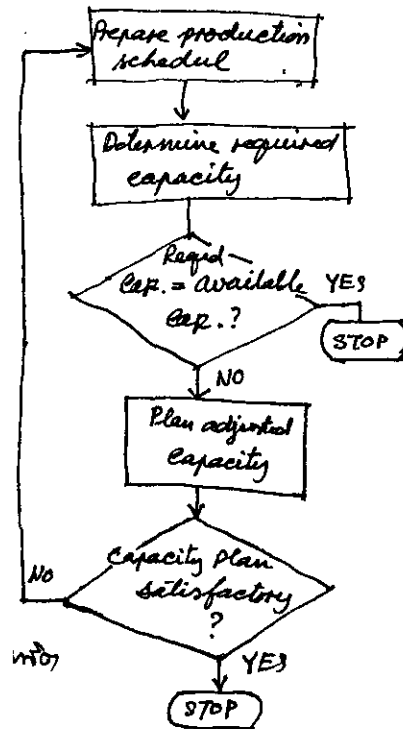 Prepare production
schedul
Determine required
capacity
Reqd
Cap. = available
Cap. ?
YES
STOP
NO
Plan adjusted
Capacity
Capacity Plan
Satisfactory
?
NO
YES
STOP